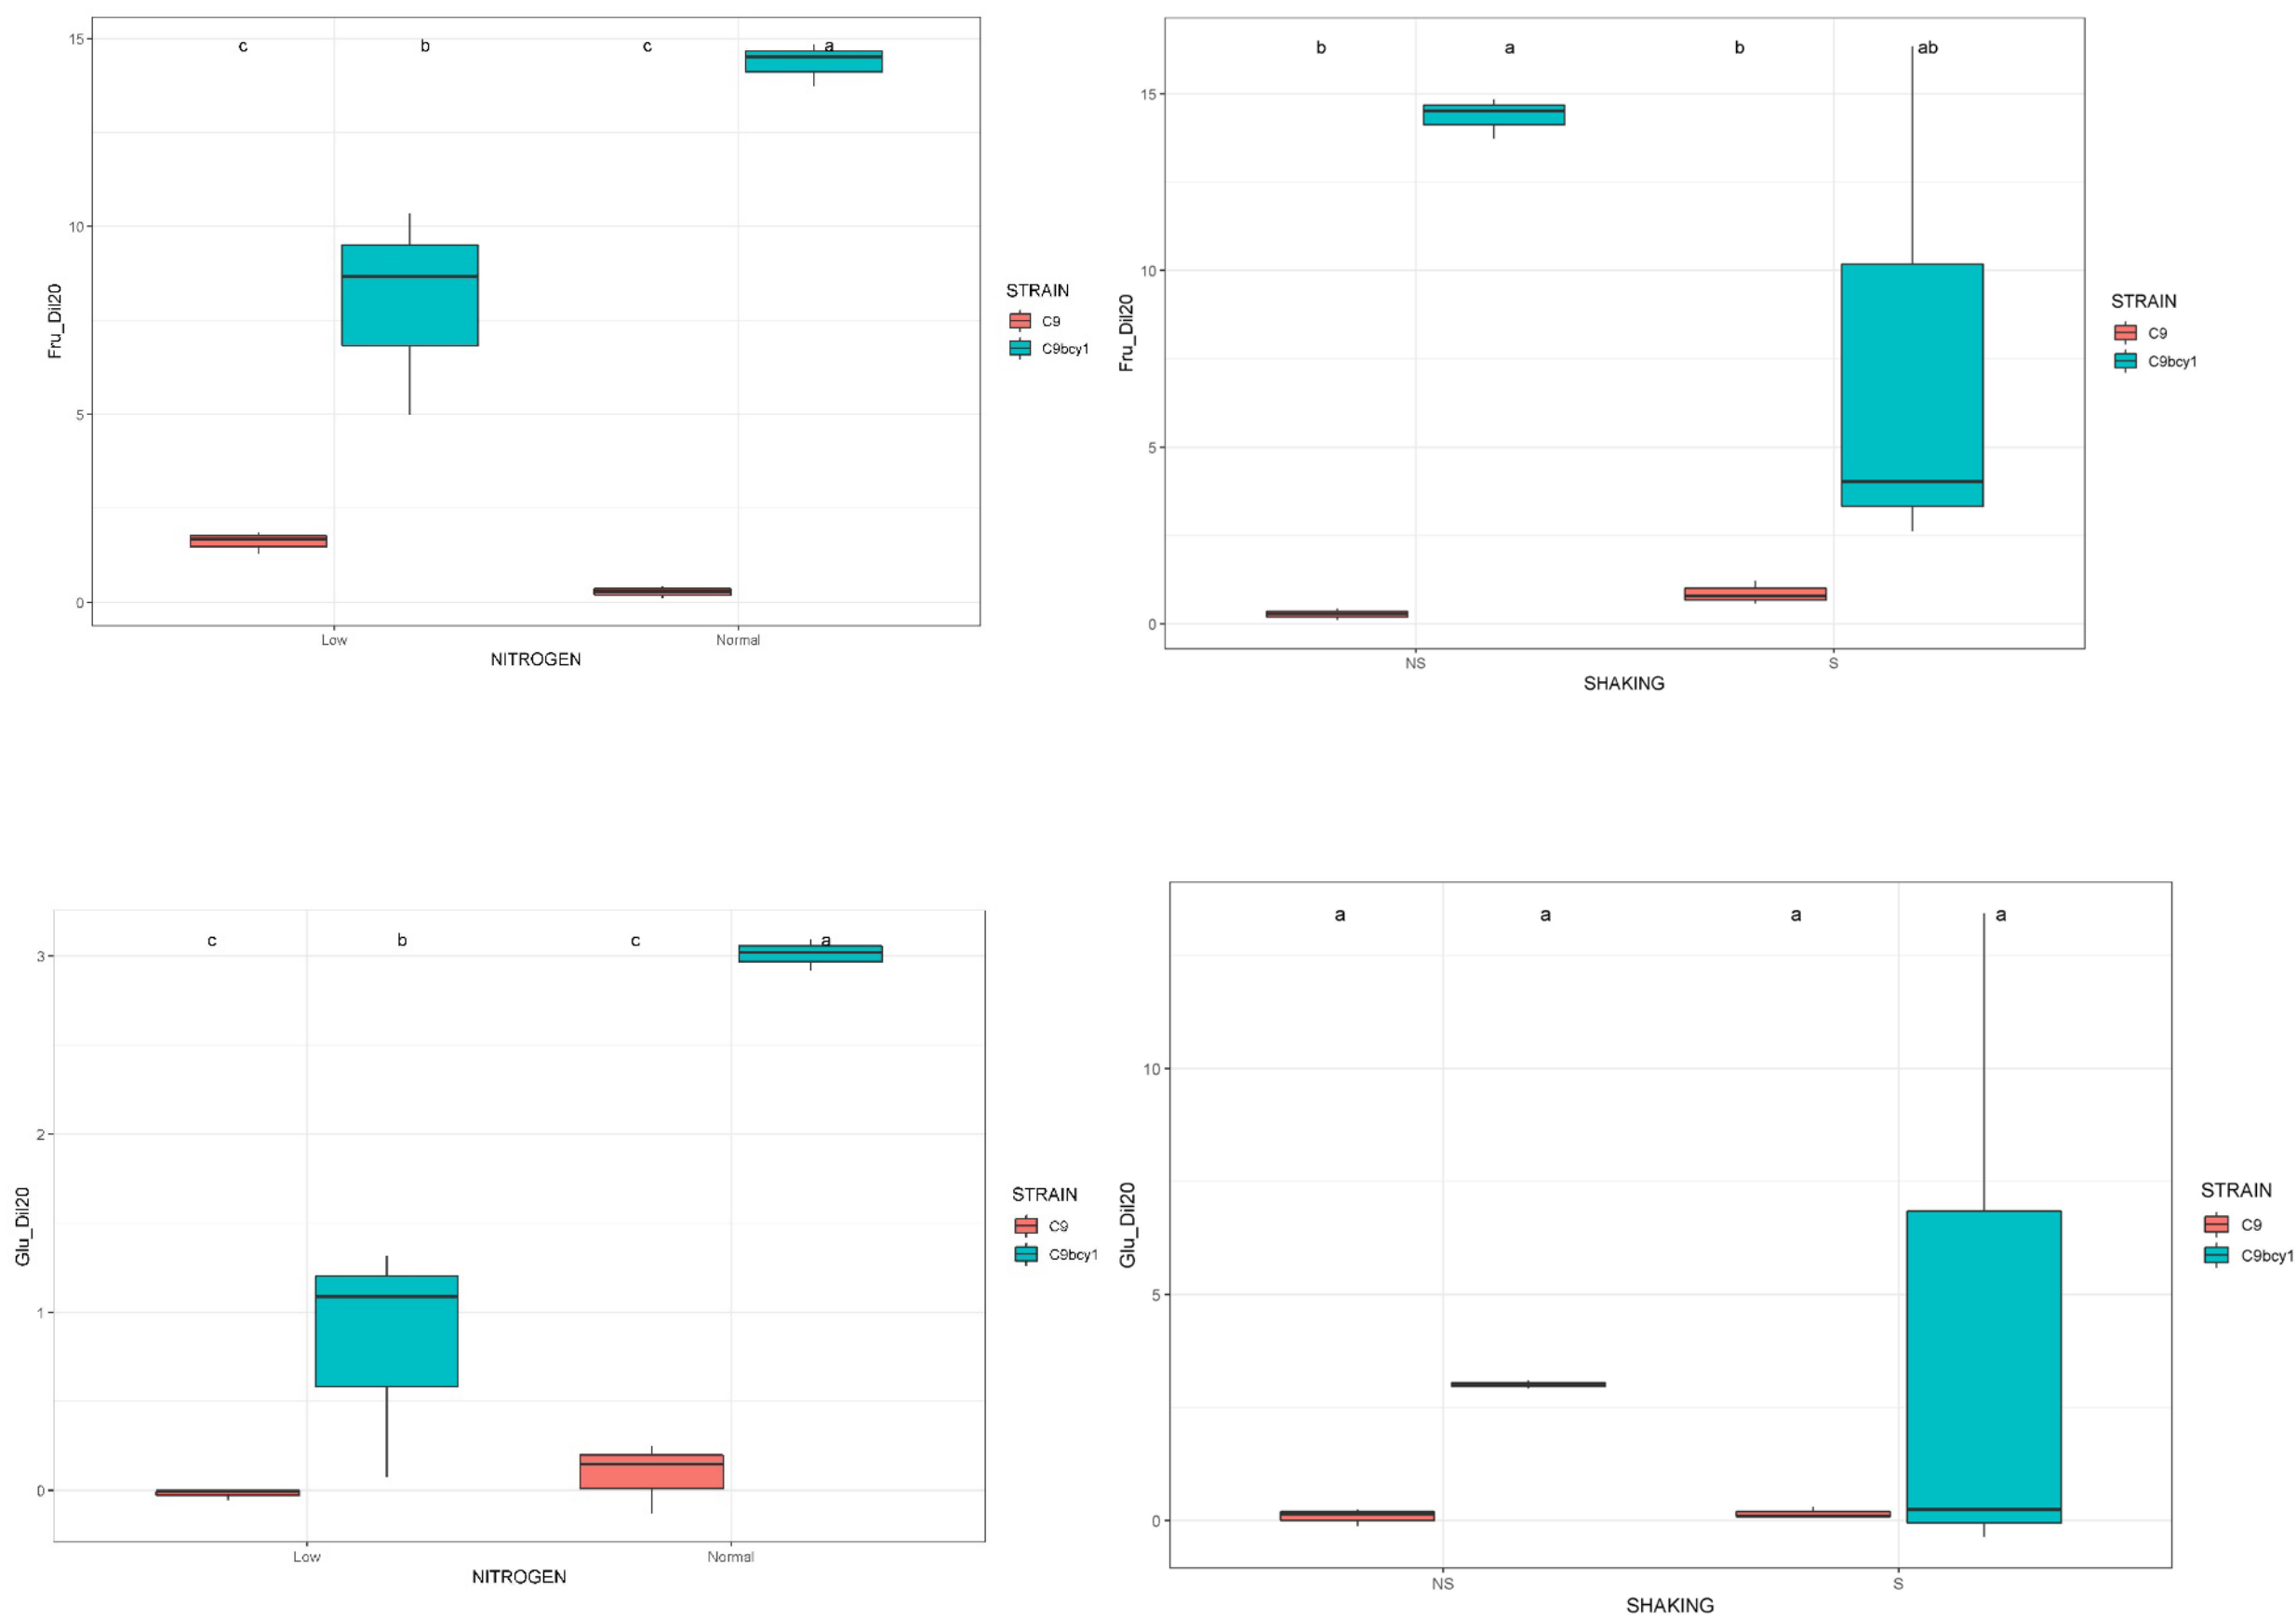 15
c
b
c
a
10
5
0
Fru_Dil20
Low
Normal
NITROGEN
STRAIN
C9
C9bcy1
b
a
b
ab
15
10
5
0
Fru_Dil20
NS
S
SHAKING
STRAIN
C9
C9bcy1
c
b
c
a
3
2
1
0
Glu_Dil20
Low
Normal
NITROGEN
STRAIN
C9
C9bcy1
a
a
a
a
10
5
0
Glu_Dil20
NS
S
SHAKING
STRAIN
C9
C9bcy1